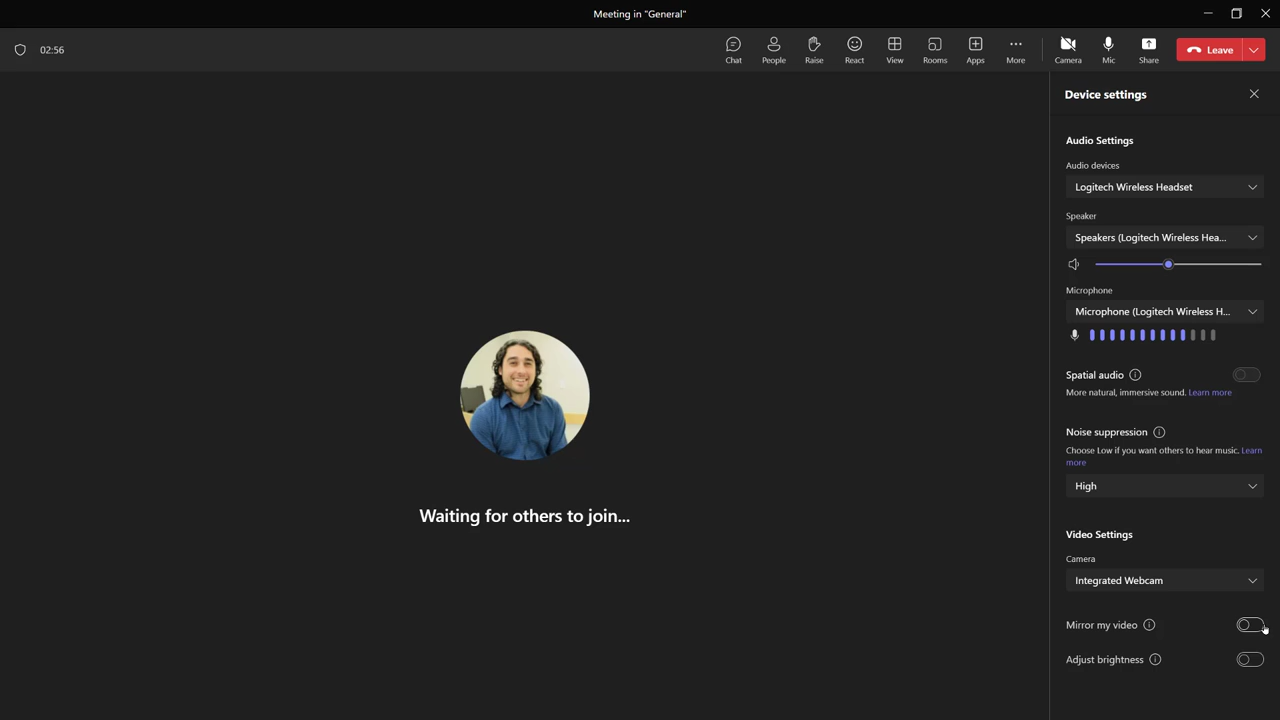 Meeting in "General"
02:56
Chat
People
Raise
React
View
Rooms
Apps
More
Camera
Mic
Share
Leave
Device settings
Audio Settings
Audio devices
Logitech Wireless Headset
Speaker
Speakers (Logitech Wireless Hea...
Microphone
Microphone (Logitech Wireless H...
Spatial audio
More natural, immersive sound. Learn more
Noise suppression
Choose Low if you want others to hear music. Learn
more
High
Video Settings
Camera
Integrated Webcam
Mirror my video
Adjust brightness
Waiting for others to join...